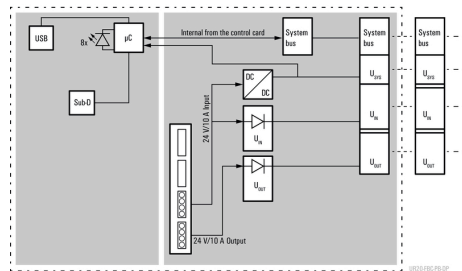 USB
8x
µC
Sub-D
Internal from the control card
System
bus
System
bus
System
bus
DC
DC
U_SYS
U_SYS
24 V/10 A Input
U_IN
U_IN
U_IN
U_OUT
U_OUT
U_OUT
24 V/10 A Output